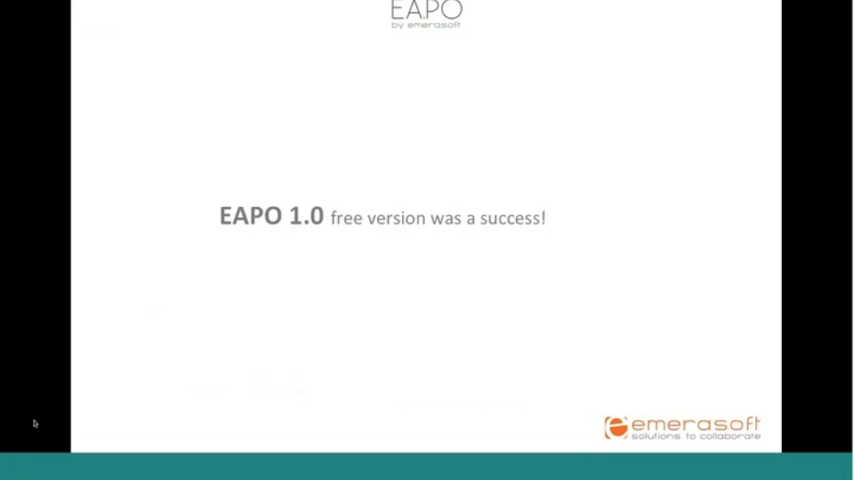 EAPO
by emerasoft
EAPO 1.0 free version was a success!
emerasoft
solutions to collaborate